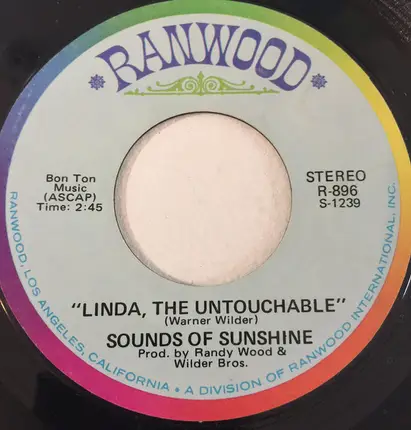 RANWOOD
Bon Ton
Music
(ASCAP)
Time: 2:45
STEREO
R-896
S-1239
"LINDA, THE UNTOUCHABLE"
(Warner Wilder)
SOUNDS OF SUNSHINE
Prod. by Randy Wood &
Wilder Bros.
RANWOOD, LOS ANGELES, CALIFORNIA • A DIVISION OF RANWOOD INTERNATIONAL, INC.